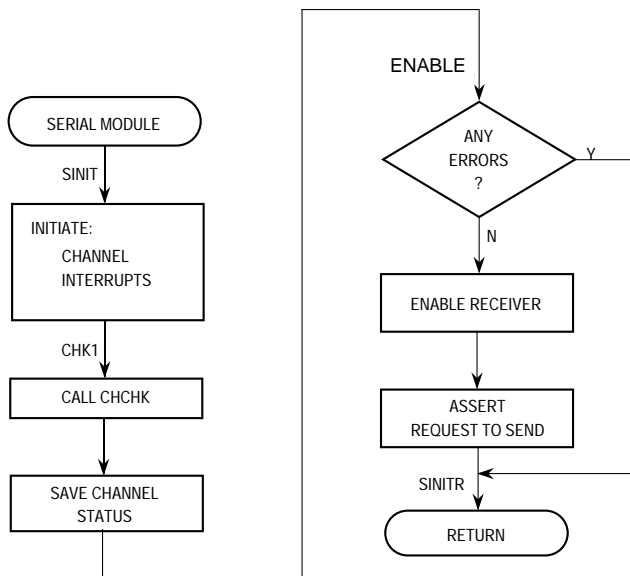 SERIAL MODULE
SINIT
INITIATE:
CHANNEL
INTERRUPTS
CHK1
CALL CHCHK
SAVE CHANNEL
STATUS
ENABLE
ANY
ERRORS
?
Y
N
ENABLE RECEIVER
ASSERT
REQUEST TO SEND
SINITR
RETURN